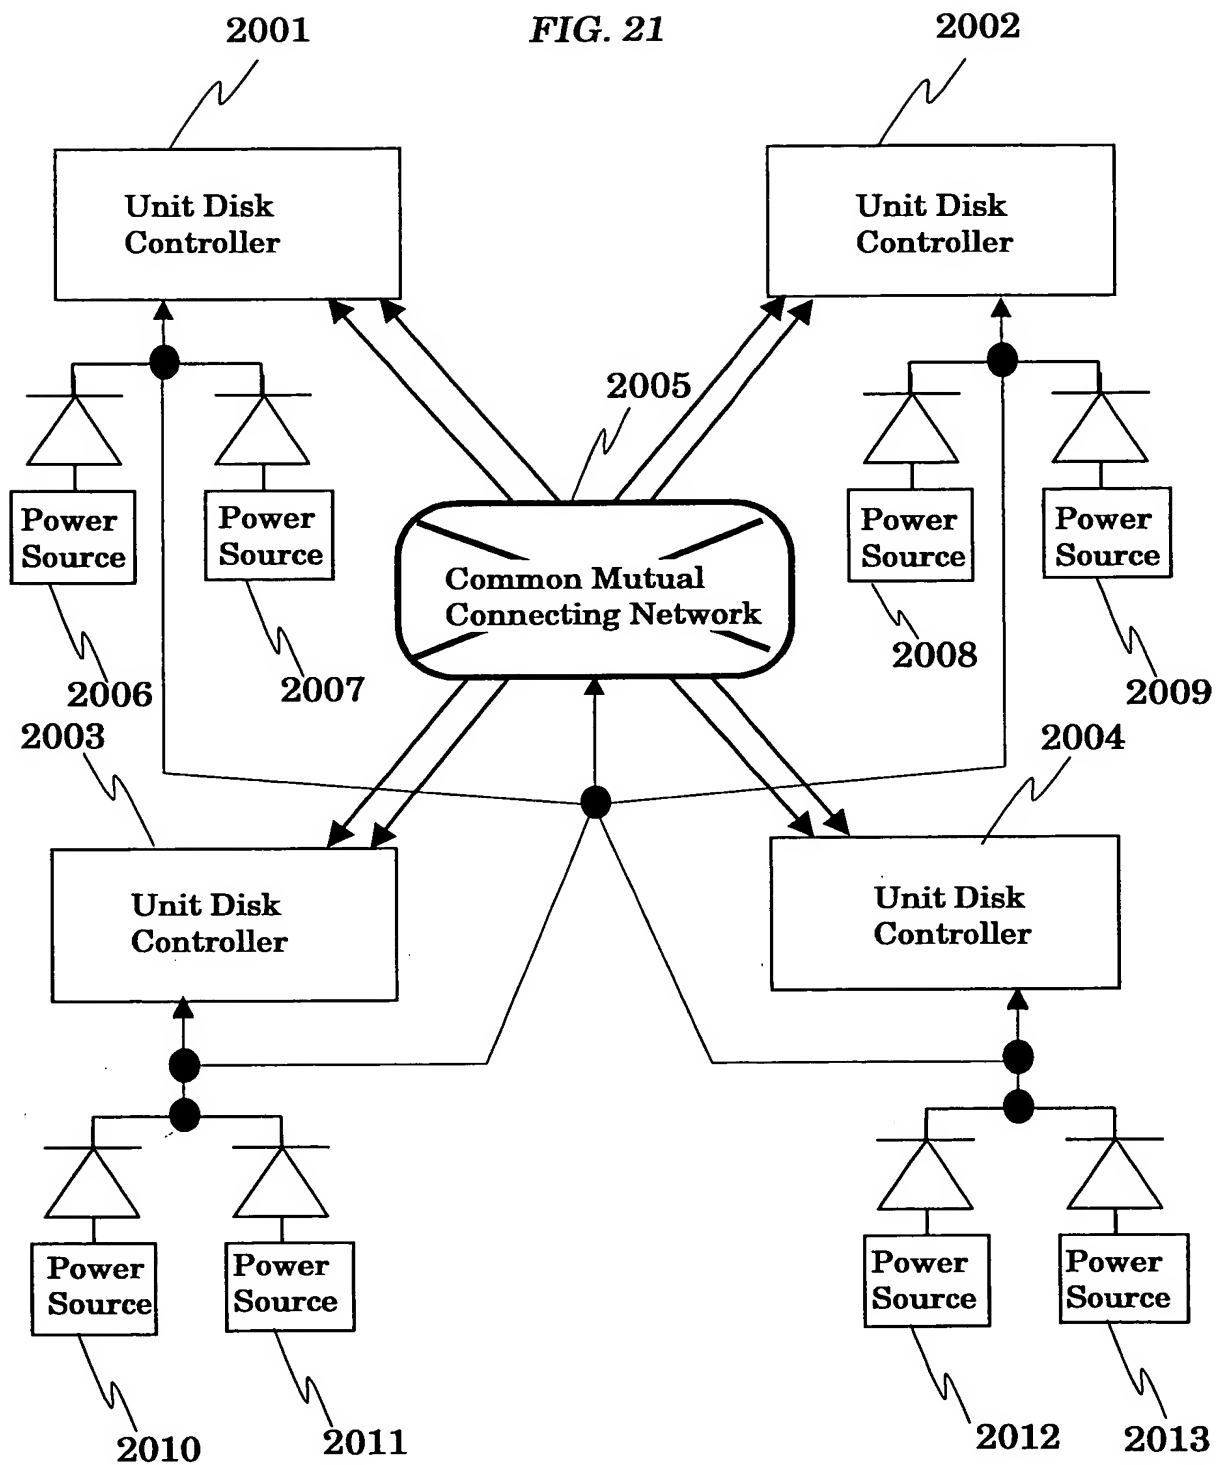 FIG. 21
2001
2002
Unit Disk
Controller
Unit Disk
Controller
2005
Power
Source
Power
Source
Common Mutual
Connecting Network
Power
Source
Power
Source
2006
2007
2008
2009
2003
2004
Unit Disk
Controller
Unit Disk
Controller
Power
Source
Power
Source
Power
Source
Power
Source
2010
2011
2012
2013